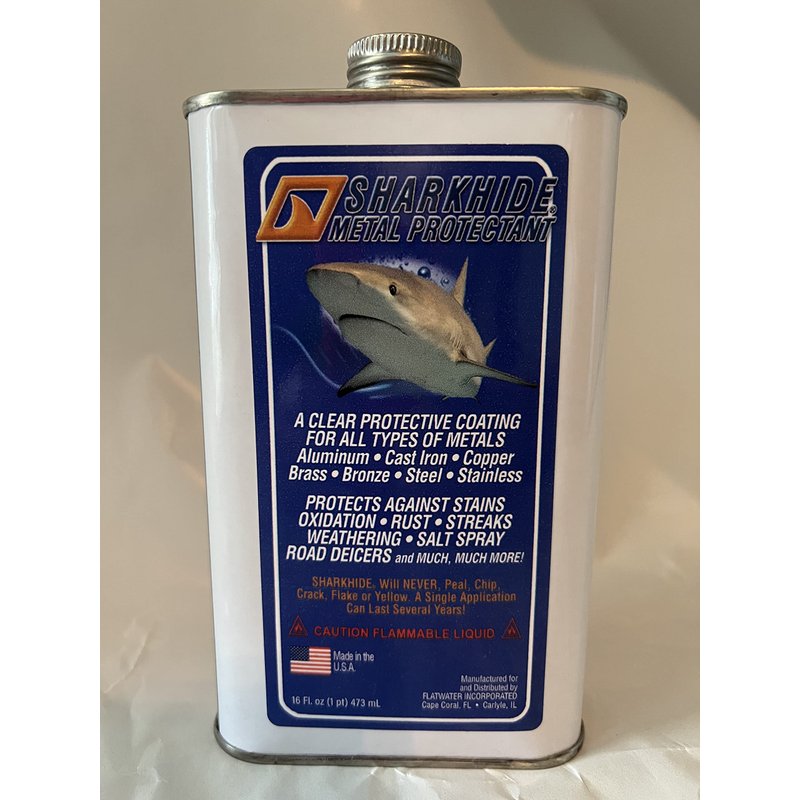 SHARKHIDE®
METAL PROTECTANT
A CLEAR PROTECTIVE COATING
FOR ALL TYPES OF METALS
Aluminum • Cast Iron • Copper
Brass • Bronze • Steel • Stainless
PROTECTS AGAINST STAINS
OXIDATION • RUST • STREAKS
WEATHERING • SALT SPRAY
ROAD DEICERS and MUCH, MUCH MORE!
SHARKHIDE® Will NEVER, Peal, Chip,
Crack, Flake or Yellow. A Single Application
Can Last Several Years!
CAUTION FLAMMABLE LIQUID
Made in the
U.S.A.
16 Fl. oz (1 pt) 473 mL
Manufactured for
and Distributed by
FLATWATER INCORPORATED
Cape Coral, FL • Carlyle, IL